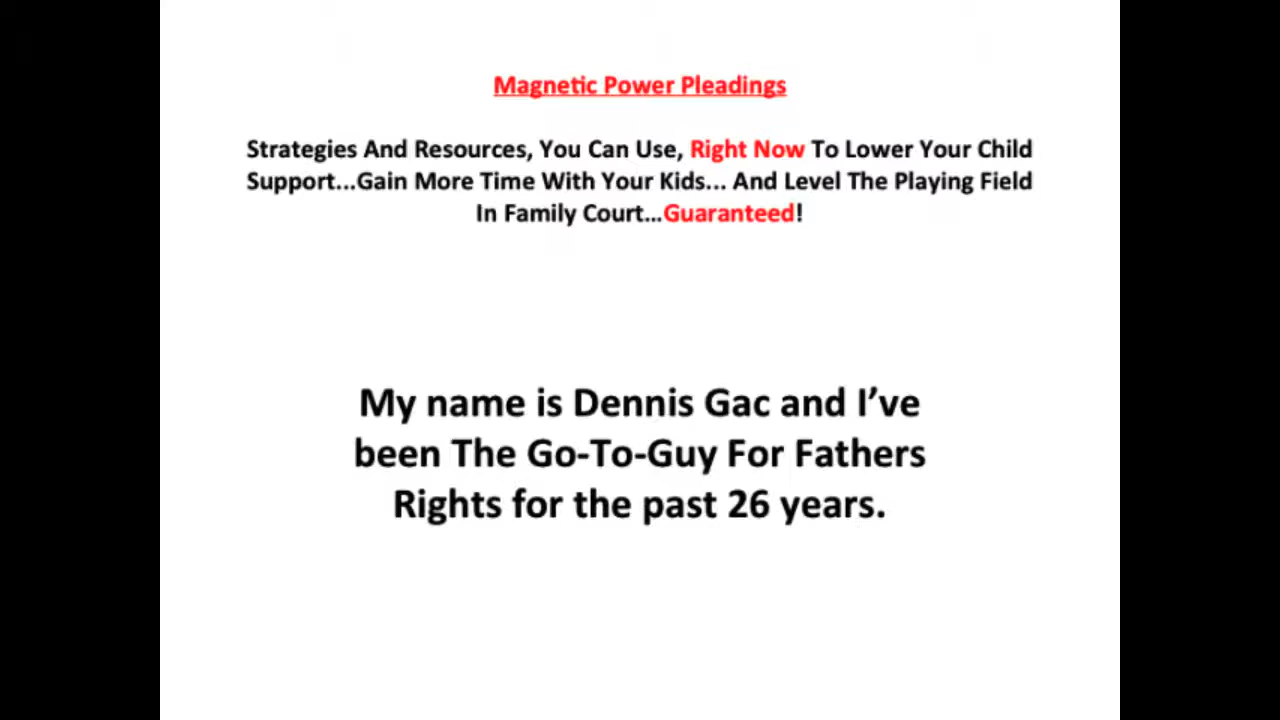 Magnetic Power Pleadings
Strategies And Resources, You Can Use, Right Now To Lower Your Child
Support...Gain More Time With Your Kids... And Level The Playing Field
In Family Court...Guaranteed!
My name is Dennis Gac and I’ve
been The Go-To-Guy For Fathers
Rights for the past 26 years.